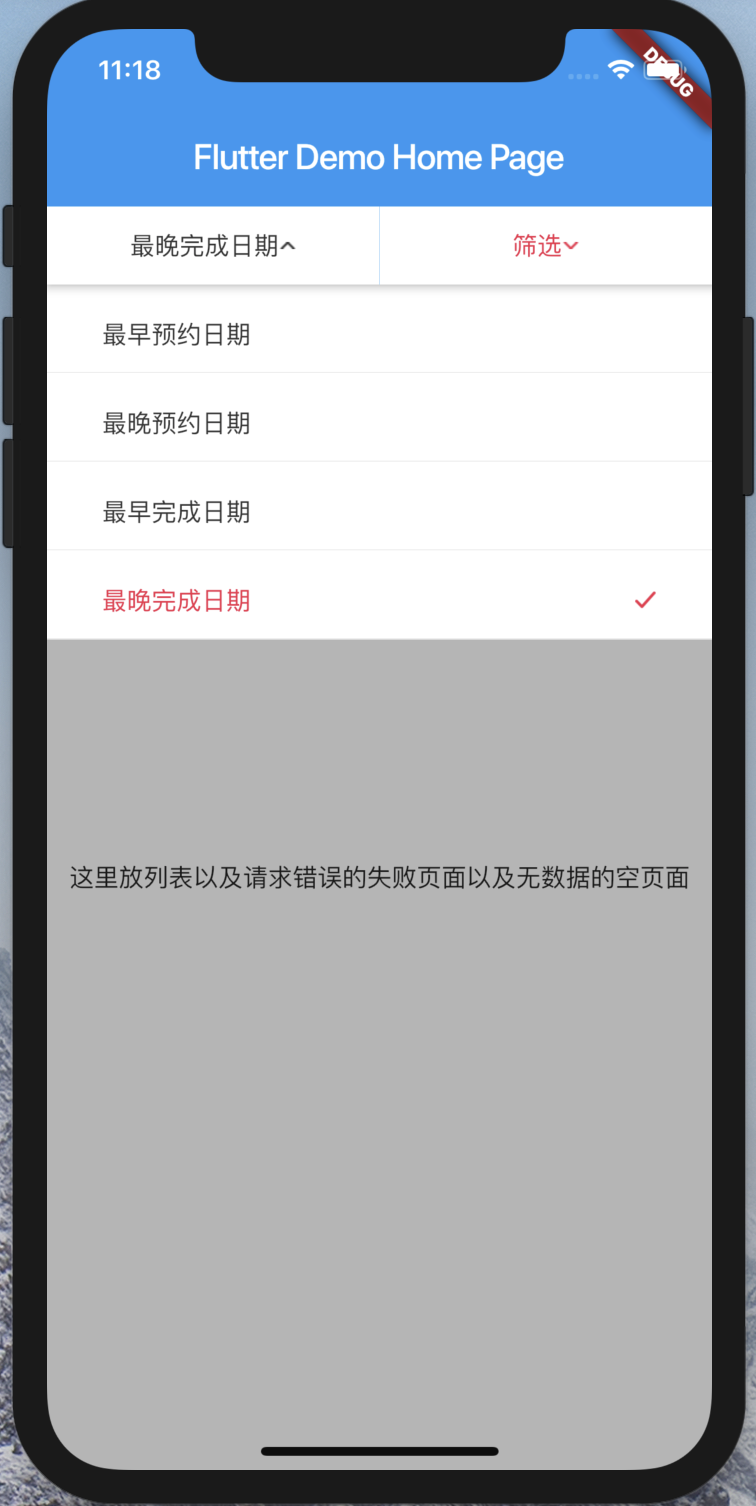 11:18
DEBUG
Flutter Demo Home Page
最晚完成日期
筛选
最早预约日期
最晚预约日期
最早完成日期
最晚完成日期
这里放列表以及请求错误的失败页面以及无数据的空页面